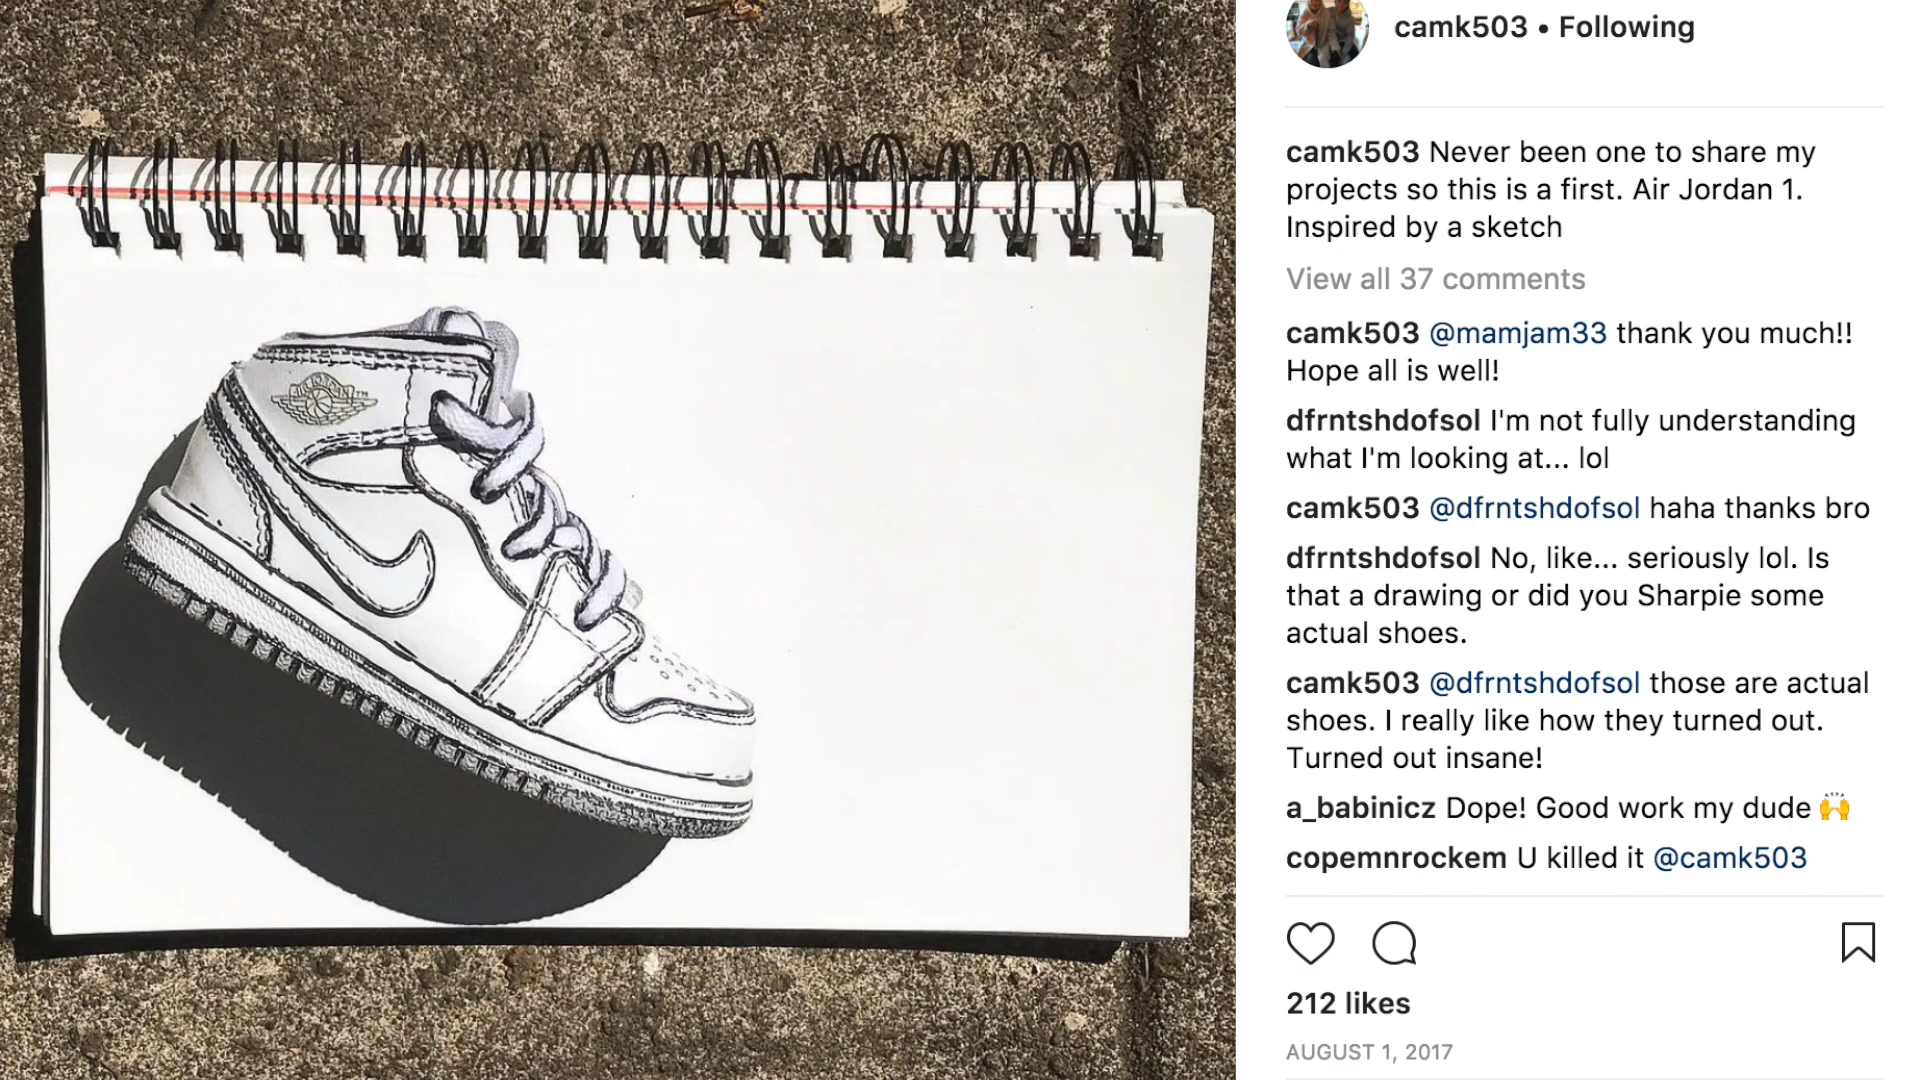 camk503 • Following
camk503 Never been one to share my
projects so this is a first. Air Jordan 1.
Inspired by a sketch
View all 37 comments
camk503 @mamjam33 thank you much!!
Hope all is well!
dfrntshdofsol I'm not fully understanding
what I'm looking at... lol
camk503 @dfrntshdofsol haha thanks bro
dfrntshdofsol No, like... seriously lol. Is
that a drawing or did you Sharpie some
actual shoes.
camk503 @dfrntshdofsol those are actual
shoes. I really like how they turned out.
Turned out insane!
a_babinicz Dope! Good work my dude 🙌
copemnrockem U killed it @camk503
212 likes
AUGUST 1, 2017
AIR JORDAN™